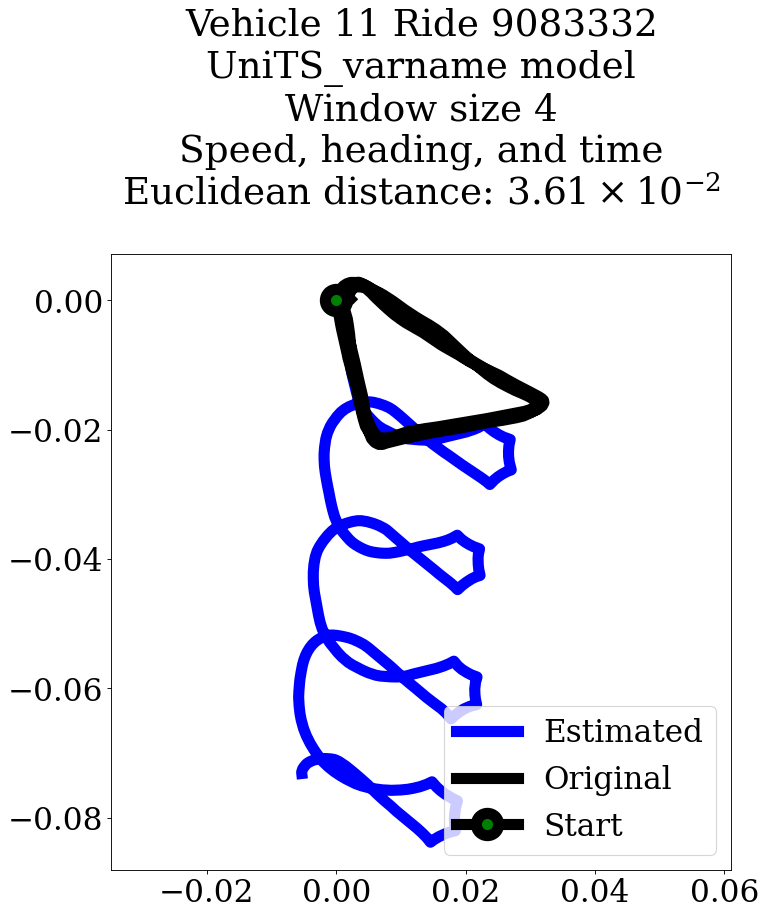 Vehicle 11 Ride 9083332
UniTS_varname model
Window size 4
Speed, heading, and time
Euclidean distance: 3.61 × 10⁻²
0.00
−0.02
−0.04
−0.06
−0.08
Estimated
Original
Start
−0.02 0.00 0.02 0.04 0.06